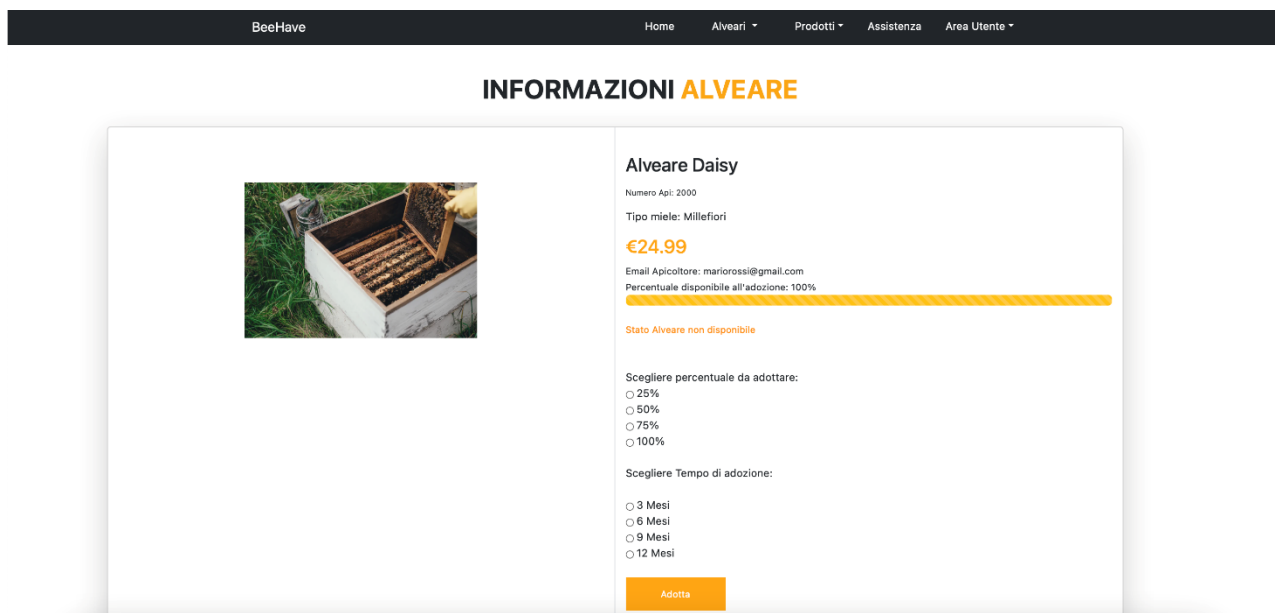 BeeHave Home Alveari Prodotti Assistenza Area Utente
INFORMAZIONI ALVEARE
Alveare Daisy
Numero Api: 2000
Tipo miele: Millefiori
€24.99
Email Apicoltore: mariorossi@gmail.com
Percentuale disponibile all'adozione: 100%
Stato Alveare non disponibile
Scegliere percentuale da adottare:
25%
50%
75%
100%
Scegliere Tempo di adozione:
3 Mesi
6 Mesi
9 Mesi
12 Mesi
Adotta